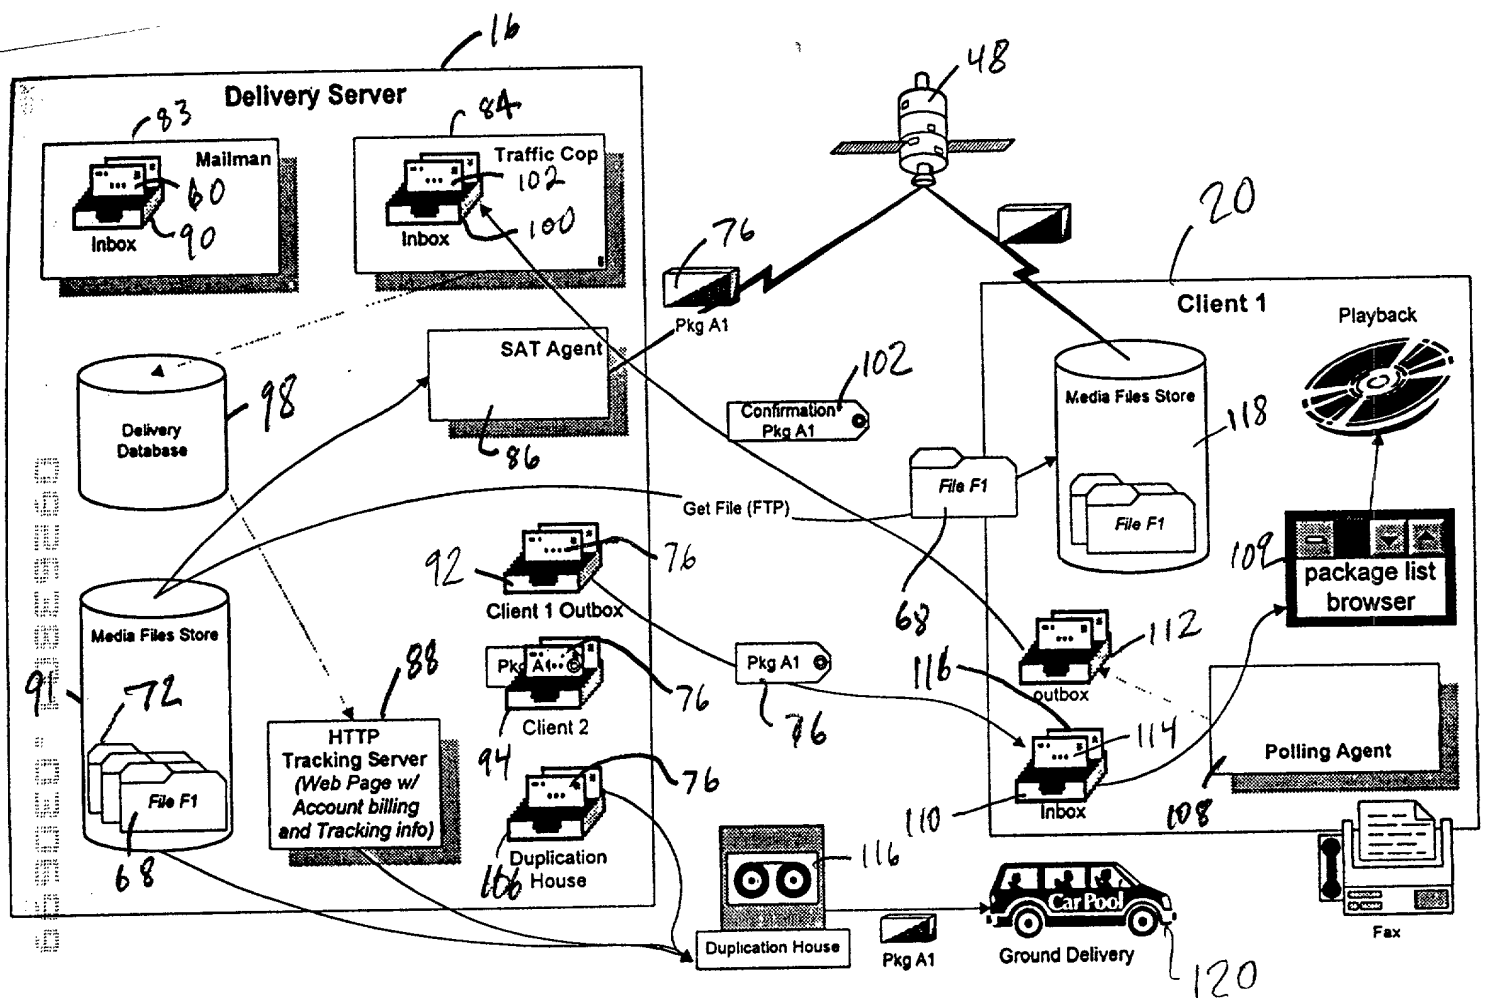 16
Delivery Server
83
84
48
Mailman
60
Inbox
90
Traffic Cop
102
Inbox
100
76
Pkg A1
20
Client 1
Playback
SAT Agent
86
98
Delivery
Database
102
Confirmation
Pkg A1
Media Files Store
118
File F1
File F1
68
Get File (FTP)
92
76
Client 1 Outbox
109
package list
browser
Media Files Store
91
72
File F1
68
88
HTTP
Tracking Server
(Web Page w/
Account billing
and Tracking info)
Pkg A1
76
Client 2
94
Pkg A1
76
112
outbox
116
114
110
Inbox
Polling Agent
108
76
106
Duplication
House
116
Duplication House
Pkg A1
Car Pool
Ground Delivery
120
Fax